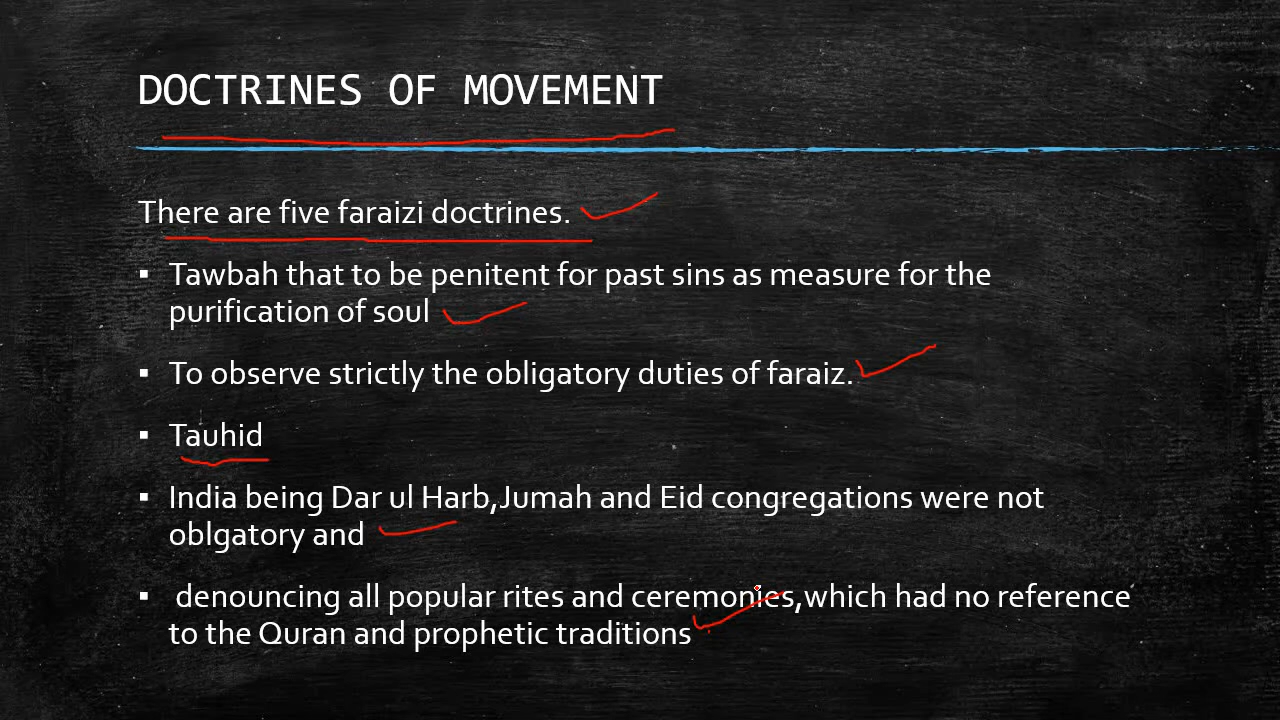 DOCTRINES OF MOVEMENT
There are five faraizi doctrines.
▪ Tawbah that to be penitent for past sins as measure for the
purification of soul
▪ To observe strictly the obligatory duties of faraiz.
▪ Tauhid
▪ India being Dar ul Harb,Jumah and Eid congregations were not
oblgatory and
▪ denouncing all popular rites and ceremonies,which had no reference
to the Quran and prophetic traditions